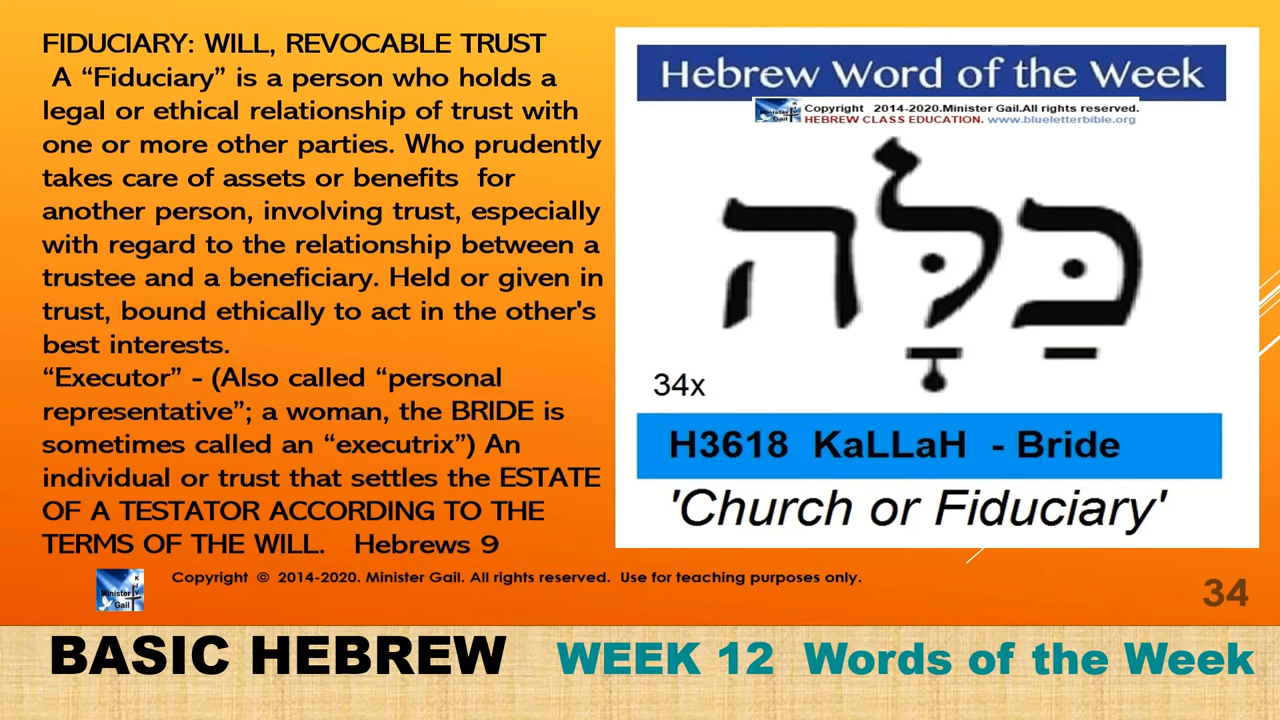 FIDUCIARY: WILL, REVOCABLE TRUST
A “Fiduciary” is a person who holds a
legal or ethical relationship of trust with
one or more other parties. Who prudently
takes care of assets or benefits for
another person, involving trust, especially
with regard to the relationship between a
trustee and a beneficiary. Held or given in
trust, bound ethically to act in the other's
best interests.
“Executor” - (Also called “personal
representative”; a woman, the BRIDE is
sometimes called an “executrix”) An
individual or trust that settles the ESTATE
OF A TESTATOR ACCORDING TO THE
TERMS OF THE WILL. Hebrews 9
Hebrew Word of the Week
Minister Gail
Copyright 2014-2020.Minister Gail.All rights reserved.
HEBREW CLASS EDUCATION. www.blueletterbible.org
כַּלָּה
34x
H3618 KaLLaH - Bride
'Church or Fiduciary'
Minister
Gail
KJV
Copyright © 2014-2020. Minister Gail. All rights reserved. Use for teaching purposes only.
34
BASIC HEBREW WEEK 12 Words of the Week